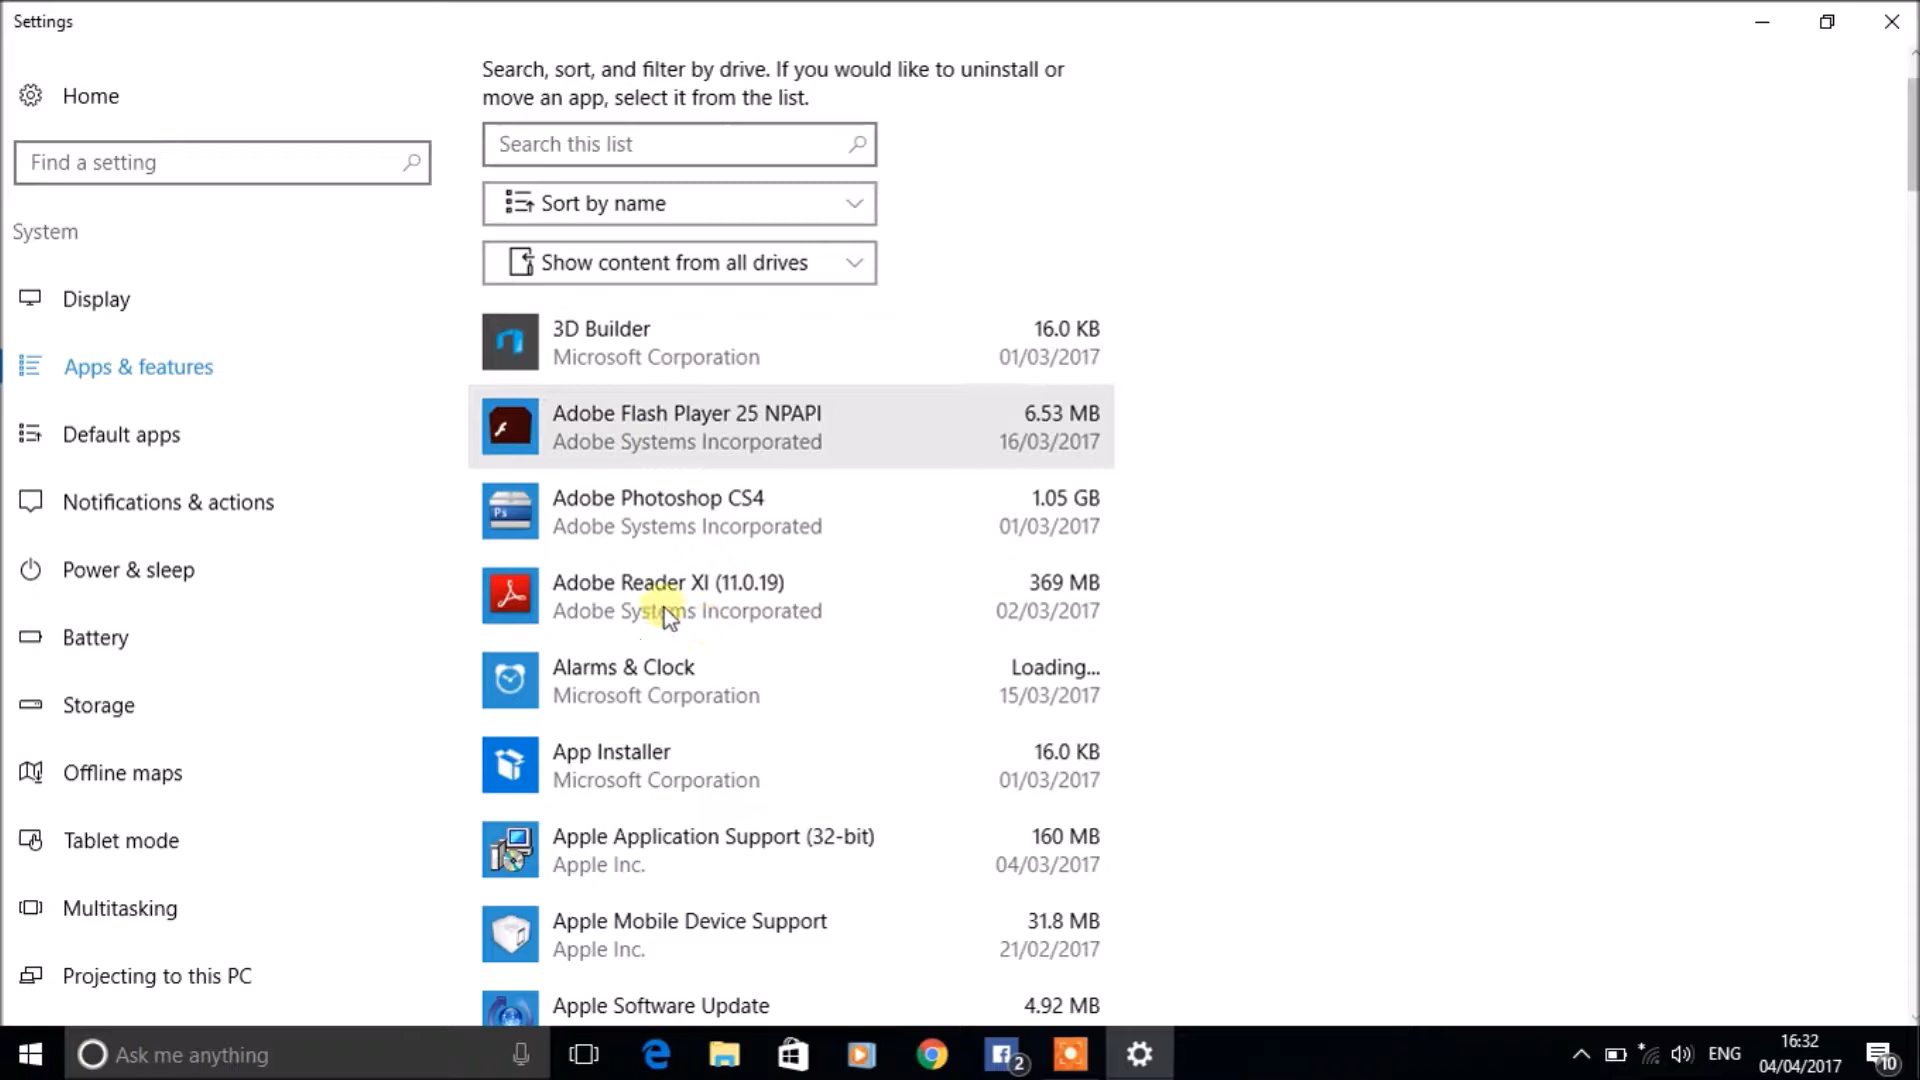 Settings
Home
Find a setting
System
Display
Apps & features
Default apps
Notifications & actions
Power & sleep
Battery
Storage
Offline maps
Tablet mode
Multitasking
Projecting to this PC
Search, sort, and filter by drive. If you would like to uninstall or
move an app, select it from the list.
Search this list
Sort by name
Show content from all drives
3D Builder 16.0 KB
Microsoft Corporation 01/03/2017
Adobe Flash Player 25 NPAPI 6.53 MB
Adobe Systems Incorporated 16/03/2017
Adobe Photoshop CS4 1.05 GB
Adobe Systems Incorporated 01/03/2017
Adobe Reader XI (11.0.19) 369 MB
Adobe Systems Incorporated 02/03/2017
Alarms & Clock Loading...
Microsoft Corporation 15/03/2017
App Installer 16.0 KB
Microsoft Corporation 01/03/2017
Apple Application Support (32-bit) 160 MB
Apple Inc. 04/03/2017
Apple Mobile Device Support 31.8 MB
Apple Inc. 21/02/2017
Apple Software Update 4.92 MB
Ask me anything
2
ENG
16:32
04/04/2017
10
Ps